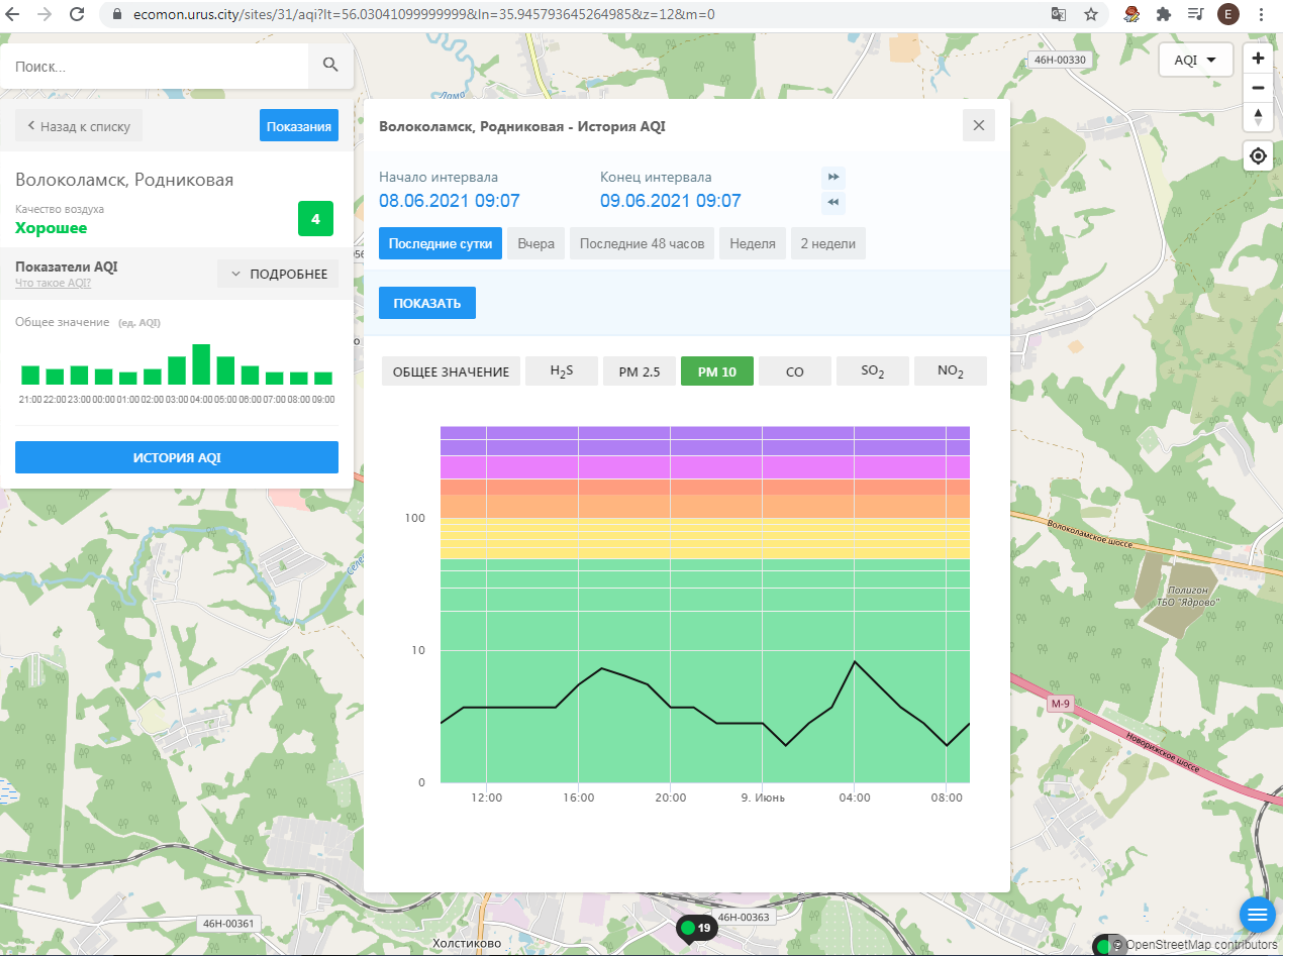 ecomon.urus.city/sites/31/aqi?lt=56.03041099999999&ln=35.945793645264985&z=12&m=0
E
Поиск...
46Н-00330
AQI
Лама
Назад к списку
Показания
Волоколамск, Родниковая - История AQI
Волоколамск, Родниковая
Качество воздуха
Хорошее
4
Начало интервала
Конец интервала
08.06.2021 09:07
09.06.2021 09:07
Последние сутки
Вчера
Последние 48 часов
Неделя
2 недели
Показатели AQI
Что такое AQI?
ПОДРОБНЕЕ
ПОКАЗАТЬ
Общее значение (ед. AQI)
21:00 22:00 23:00 00:00 01:00 02:00 03:00 04:00 05:00 06:00 07:00 08:00 09:00
ИСТОРИЯ AQI
ОБЩЕЕ ЗНАЧЕНИЕ
H2S
PM 2.5
PM 10
CO
SO2
NO2
100
10
0
12:00
16:00
20:00
9. Июнь
04:00
08:00
Волоколамское шоссе
Полигон
ТБО "Ядрово"
М-9
Новорижское шоссе
46Н-00361
46Н-00363
19
Холстиково
© OpenStreetMap contributors